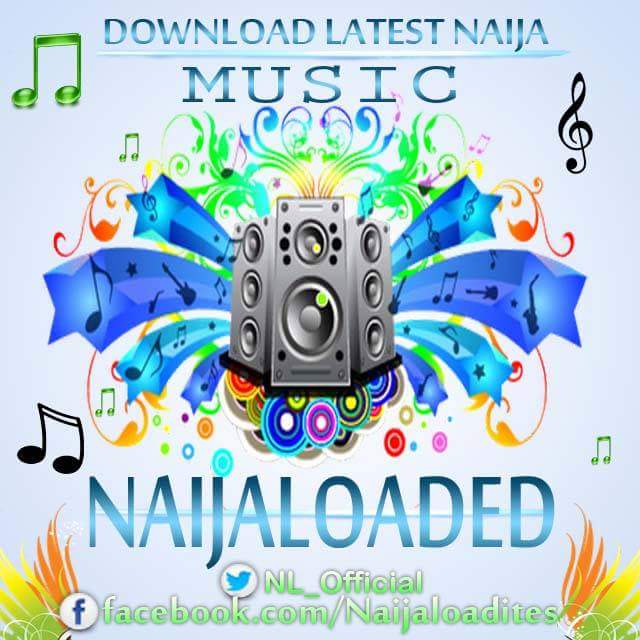 DOWNLOAD LATEST NAIJA
MUSIC
NAIJALOADED
NL_Official
f facebook.com/Naijaloadites